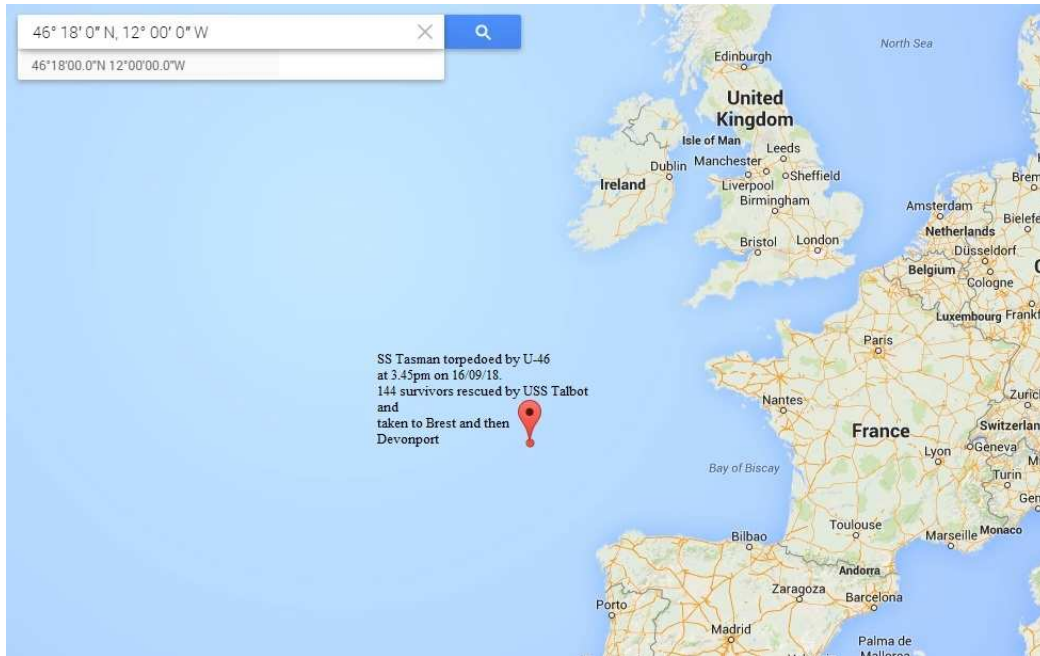 46° 18' 0" N, 12° 00' 0" W
46°18'00.0"N 12°00'00.0"W
North Sea
Edinburgh
United
Kingdom
Isle of Man
Leeds
Dublin
Manchester
Sheffield
Ireland
Liverpool
Birmingham
Amsterdam
Netherlands
Bristol
London
Düsseldorf
Belgium
Cologne
Luxembourg
Paris
SS Tasman torpedoed by U-46
at 3.45pm on 16/09/18.
144 survivors rescued by USS Talbot
and
taken to Brest and then
Devonport
Nantes
France
Geneva
Lyon
Turin
Bay of Biscay
Toulouse
Marseille
Monaco
Bilbao
Andorra
Zaragoza
Barcelona
Porto
Madrid
Palma de